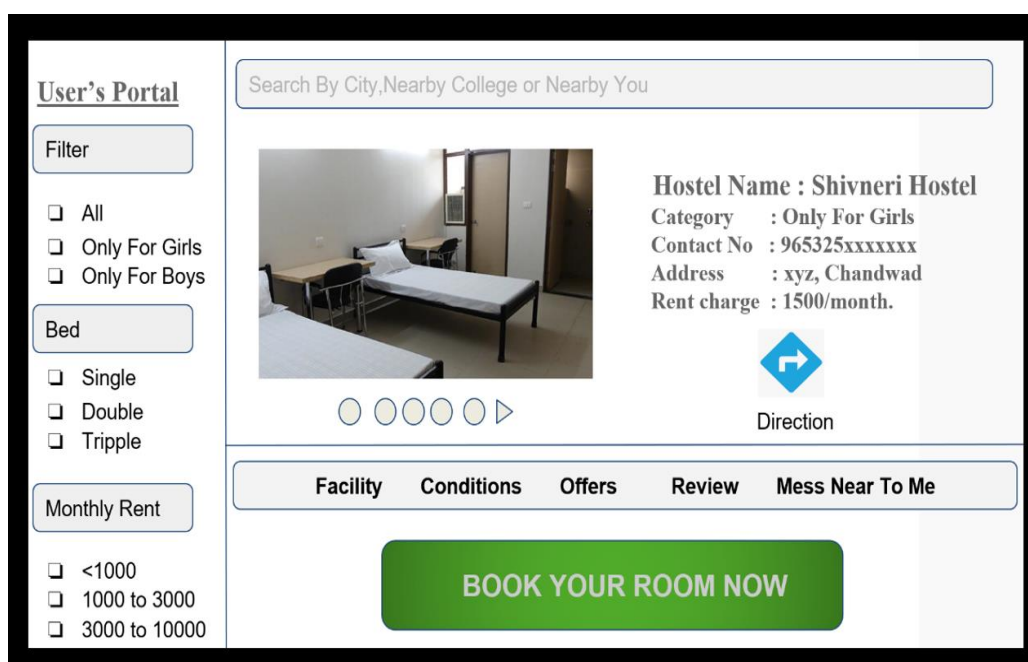 User's Portal
Filter
All
Only For Girls
Only For Boys
Bed
Single
Double
Tripple
Monthly Rent
<1000
1000 to 3000
3000 to 10000
Search By City,Nearby College or Nearby You
Hostel Name : Shivneri Hostel
Category : Only For Girls
Contact No : 965325xxxxxxx
Address : xyz, Chandwad
Rent charge : 1500/month.
Direction
Facility Conditions Offers Review Mess Near To Me
BOOK YOUR ROOM NOW